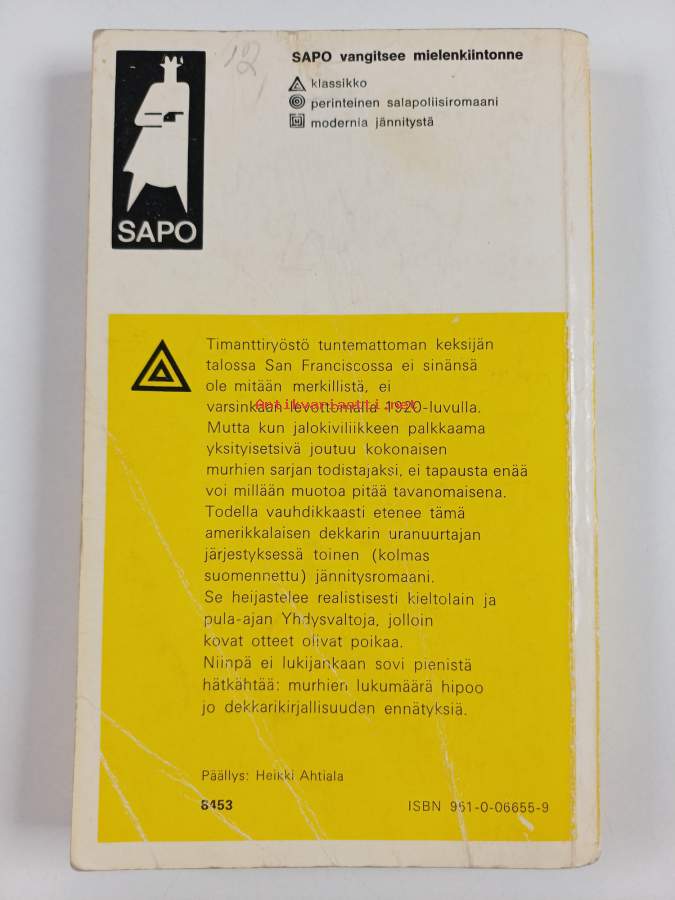 12
SAPO vangitsee mielenkiintonne
klassikko
perinteinen salapoliisiromaani
modernia jännitystä
SAPO
Timanttiryöstö tuntemattoman keksijän
talossa San Franciscossa ei sinänsä
ole mitään merkillistä, ei
varsinkaan levottomalla 1920-luvulla.
Antikvariaatti.net
Mutta kun jalokiviliikkeen palkkaama
yksityisetsivä joutuu kokonaisen
murhien sarjan todistajaksi, ei tapausta enää
voi millään muotoa pitää tavanomaisena.
Todella vauhdikkaasti etenee tämä
amerikkalaisen dekkarin uranuurtajan
järjestyksessä toinen (kolmas
suomennettu) jännitysromaani.
Se heijastelee realistisesti kieltolain ja
pula-ajan Yhdysvaltoja, jolloin
kovat otteet olivat poikaa.
Niinpä ei lukijankaan sovi pienistä
hätkähtää: murhien lukumäärä hipoo
jo dekkarikirjallisuuden ennätyksiä.
Päällys: Heikki Ahtiala
8453
ISBN 951-0-06655-9